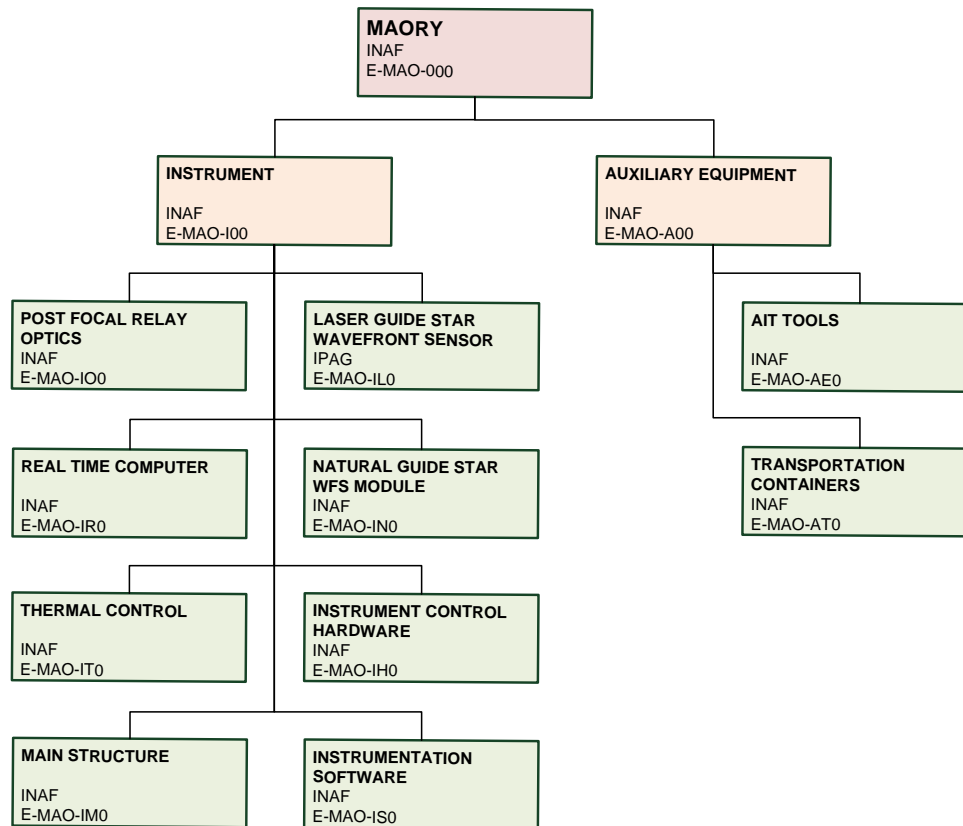 MAORY
INAF
E-MAO-000
INSTRUMENT
INAF
E-MAO-I00
AUXILIARY EQUIPMENT
INAF
E-MAO-A00
POST FOCAL RELAY
OPTICS
INAF
E-MAO-IO0
LASER GUIDE STAR
WAVEFRONT SENSOR
IPAG
E-MAO-IL0
AIT TOOLS
INAF
E-MAO-AE0
REAL TIME COMPUTER
INAF
E-MAO-IR0
NATURAL GUIDE STAR
WFS MODULE
INAF
E-MAO-IN0
TRANSPORTATION
CONTAINERS
INAF
E-MAO-AT0
THERMAL CONTROL
INAF
E-MAO-IT0
INSTRUMENT CONTROL
HARDWARE
INAF
E-MAO-IH0
MAIN STRUCTURE
INAF
E-MAO-IM0
INSTRUMENTATION
SOFTWARE
INAF
E-MAO-IS0